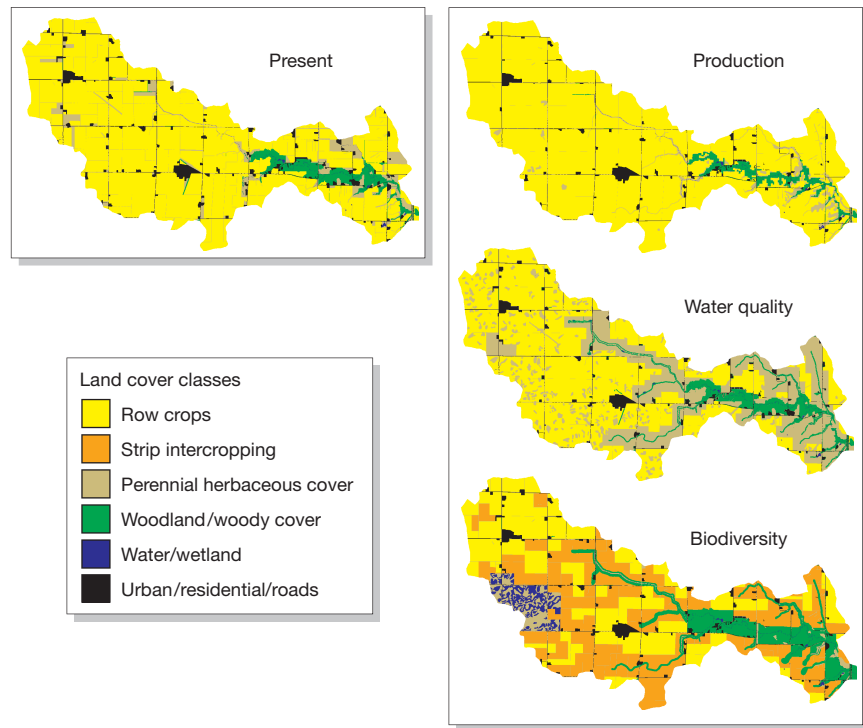 Present
Production
Water quality
Biodiversity
Land cover classes
Row crops
Strip intercropping
Perennial herbaceous cover
Woodland/woody cover
Water/wetland
Urban/residential/roads